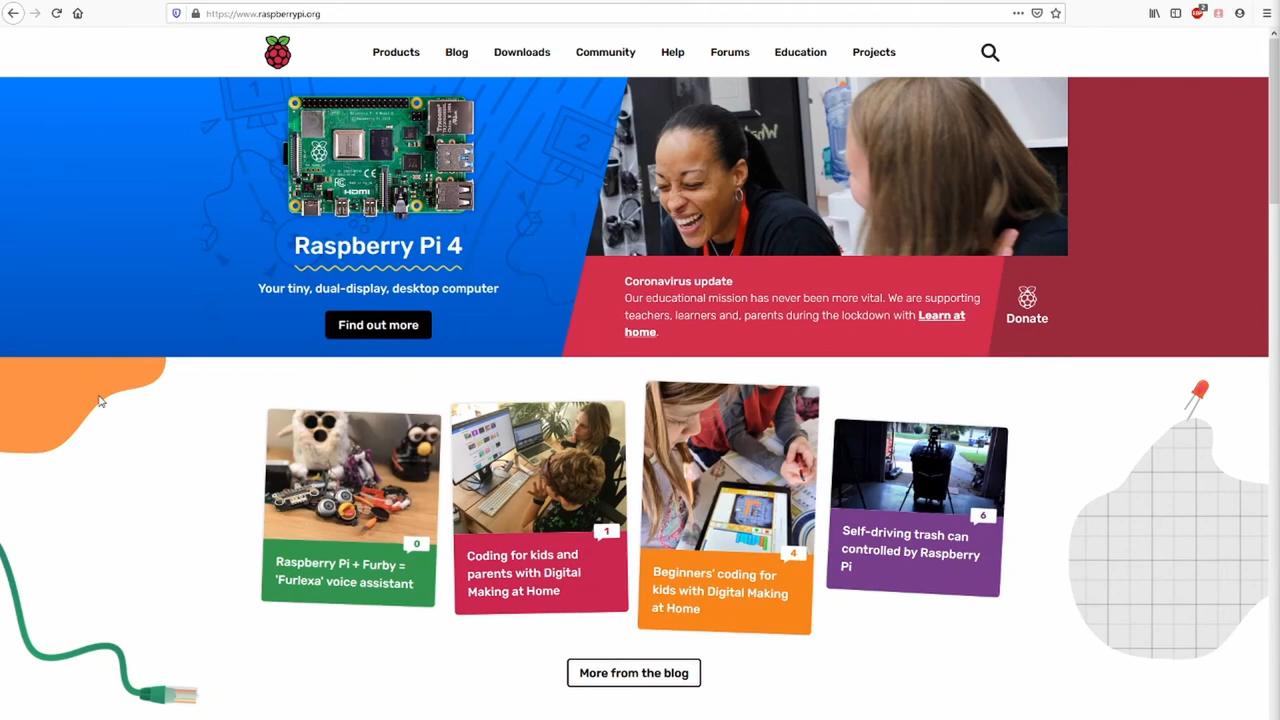 https://www.raspberrypi.org
Products Blog Downloads Community Help Forums Education Projects
HDMI
Raspberry Pi 4
Your tiny, dual-display, desktop computer
Find out more
Coronavirus update
Our educational mission has never been more vital. We are supporting
teachers, learners and, parents during the lockdown with Learn at
home.
Donate
0
Raspberry Pi + Furby =
'Furlexa' voice assistant
1
Coding for kids and
parents with Digital
Making at Home
4
Beginners' coding for
kids with Digital Making
at Home
6
Self-driving trash can
controlled by Raspberry
Pi
More from the blog